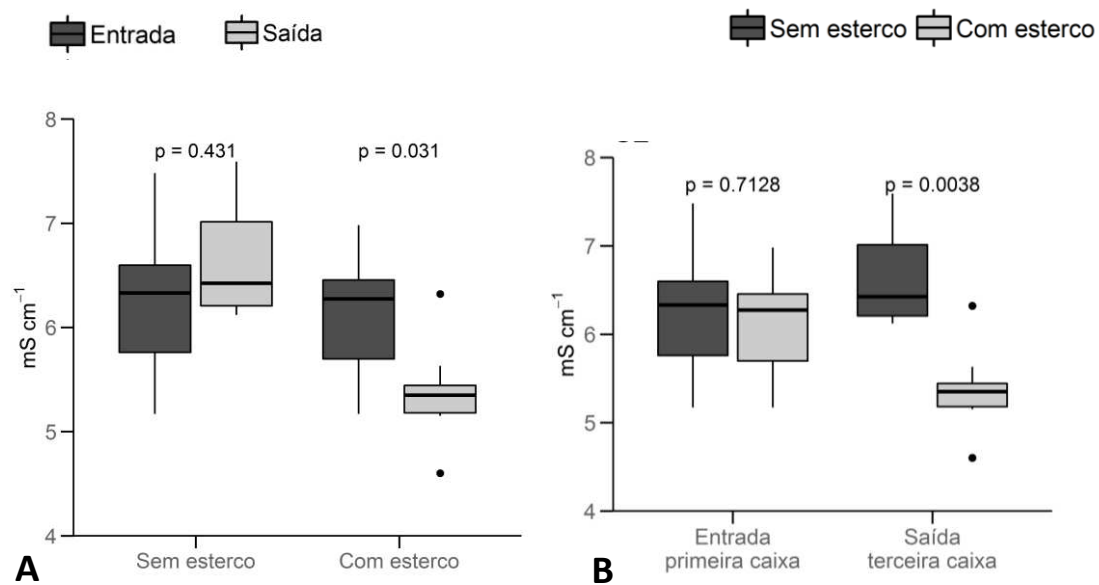 Entrada Saída
8
p = 0.431 p = 0.031
7
6
5
4
mS cm⁻¹
Sem esterco Com esterco
A
Sem esterco Com esterco
8
p = 0.7128 p = 0.0038
7
6
5
4
mS cm⁻¹
Entrada Saída
primeira caixa terceira caixa
B